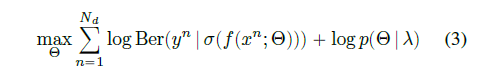 max_Θ ∑_{n=1}^{N_d} log Ber(y^n | σ(f(x^n; Θ))) + log p(Θ | λ) (3)